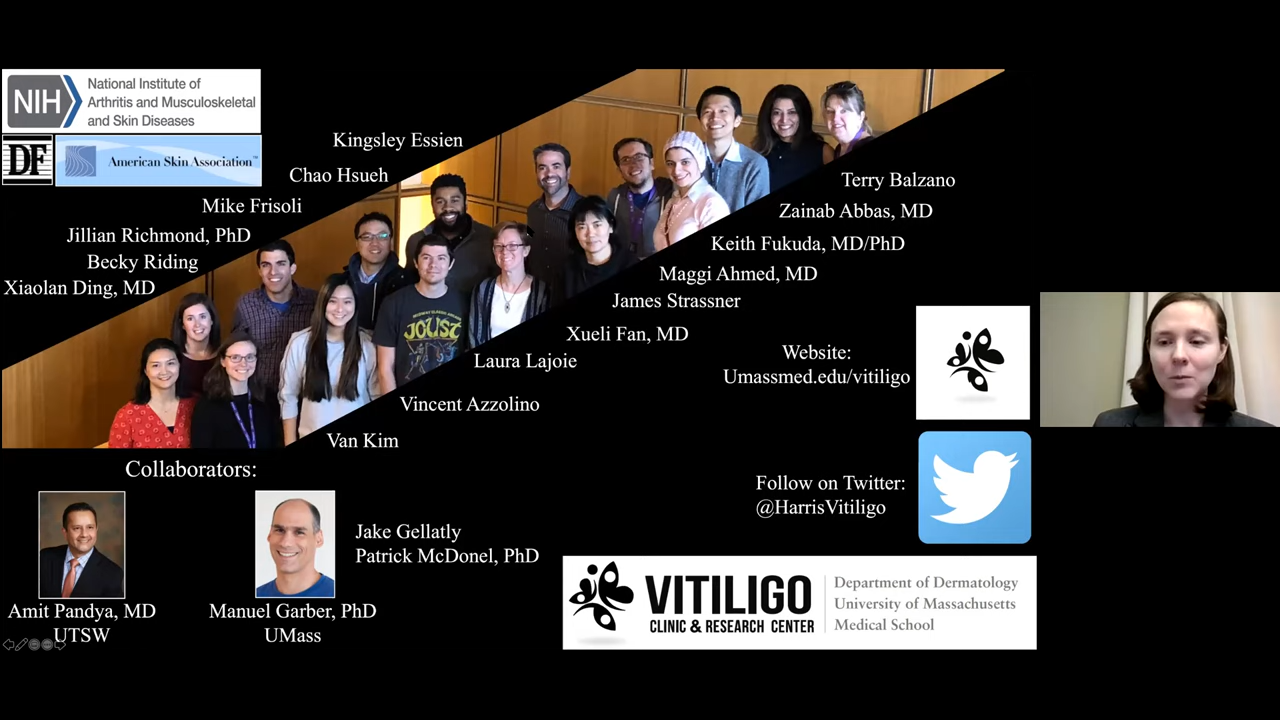 NIH
National Institute of
Arthritis and Musculoskeletal
and Skin Diseases
DF
American Skin Association™
Kingsley Essien
Chao Hsueh
Mike Frisoli
Jillian Richmond, PhD
Becky Riding
Xiaolan Ding, MD
Terry Balzano
Zainab Abbas, MD
Keith Fukuda, MD/PhD
Maggi Ahmed, MD
James Strassner
Xueli Fan, MD
Laura Lajoie
Vincent Azzolino
Van Kim
JOUST
Website:
Umassmed.edu/vitiligo
Follow on Twitter:
@HarrisVitiligo
Collaborators:
Jake Gellatly
Patrick McDonel, PhD
Amit Pandya, MD
UTSW
Manuel Garber, PhD
UMass
VITILIGO
CLINIC & RESEARCH CENTER
Department of Dermatology
University of Massachusetts
Medical School